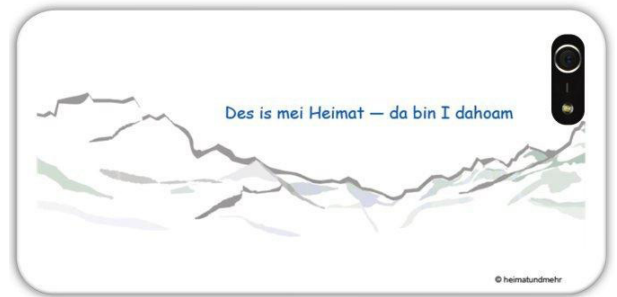 Des is mei Heimat — da bin I dahoam
© heimatundmehr